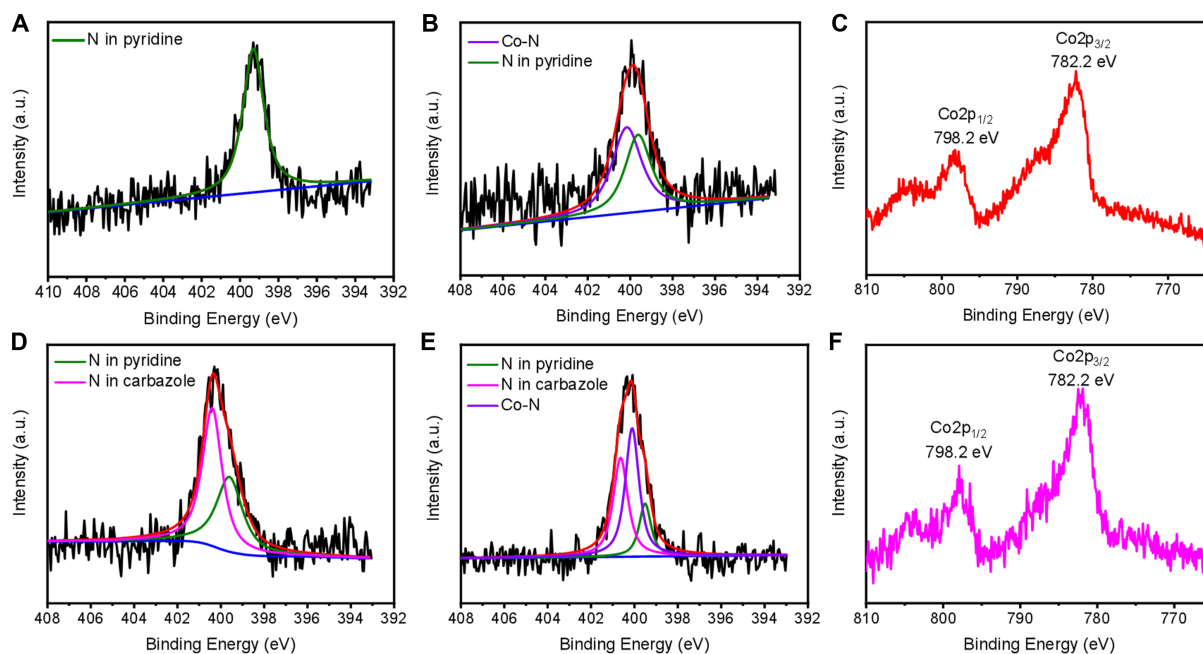 A
N in pyridine
Intensity (a.u.)
410 408 406 404 402 400 398 396 394 392
Binding Energy (eV)
B
Co-N
N in pyridine
Intensity (a.u.)
408 406 404 402 400 398 396 394 392
Binding Energy (eV)
C
Co2p3/2
782.2 eV
Co2p1/2
798.2 eV
Intensity (a.u.)
810 800 790 780 770
Binding Energy (eV)
D
N in pyridine
N in carbazole
Intensity (a.u.)
408 406 404 402 400 398 396 394 392
Binding Energy (eV)
E
N in pyridine
N in carbazole
Co-N
Intensity (a.u.)
408 406 404 402 400 398 396 394 392
Binding Energy (eV)
F
Co2p3/2
782.2 eV
Co2p1/2
798.2 eV
Intensity (a.u.)
810 800 790 780 770
Binding Energy (eV)